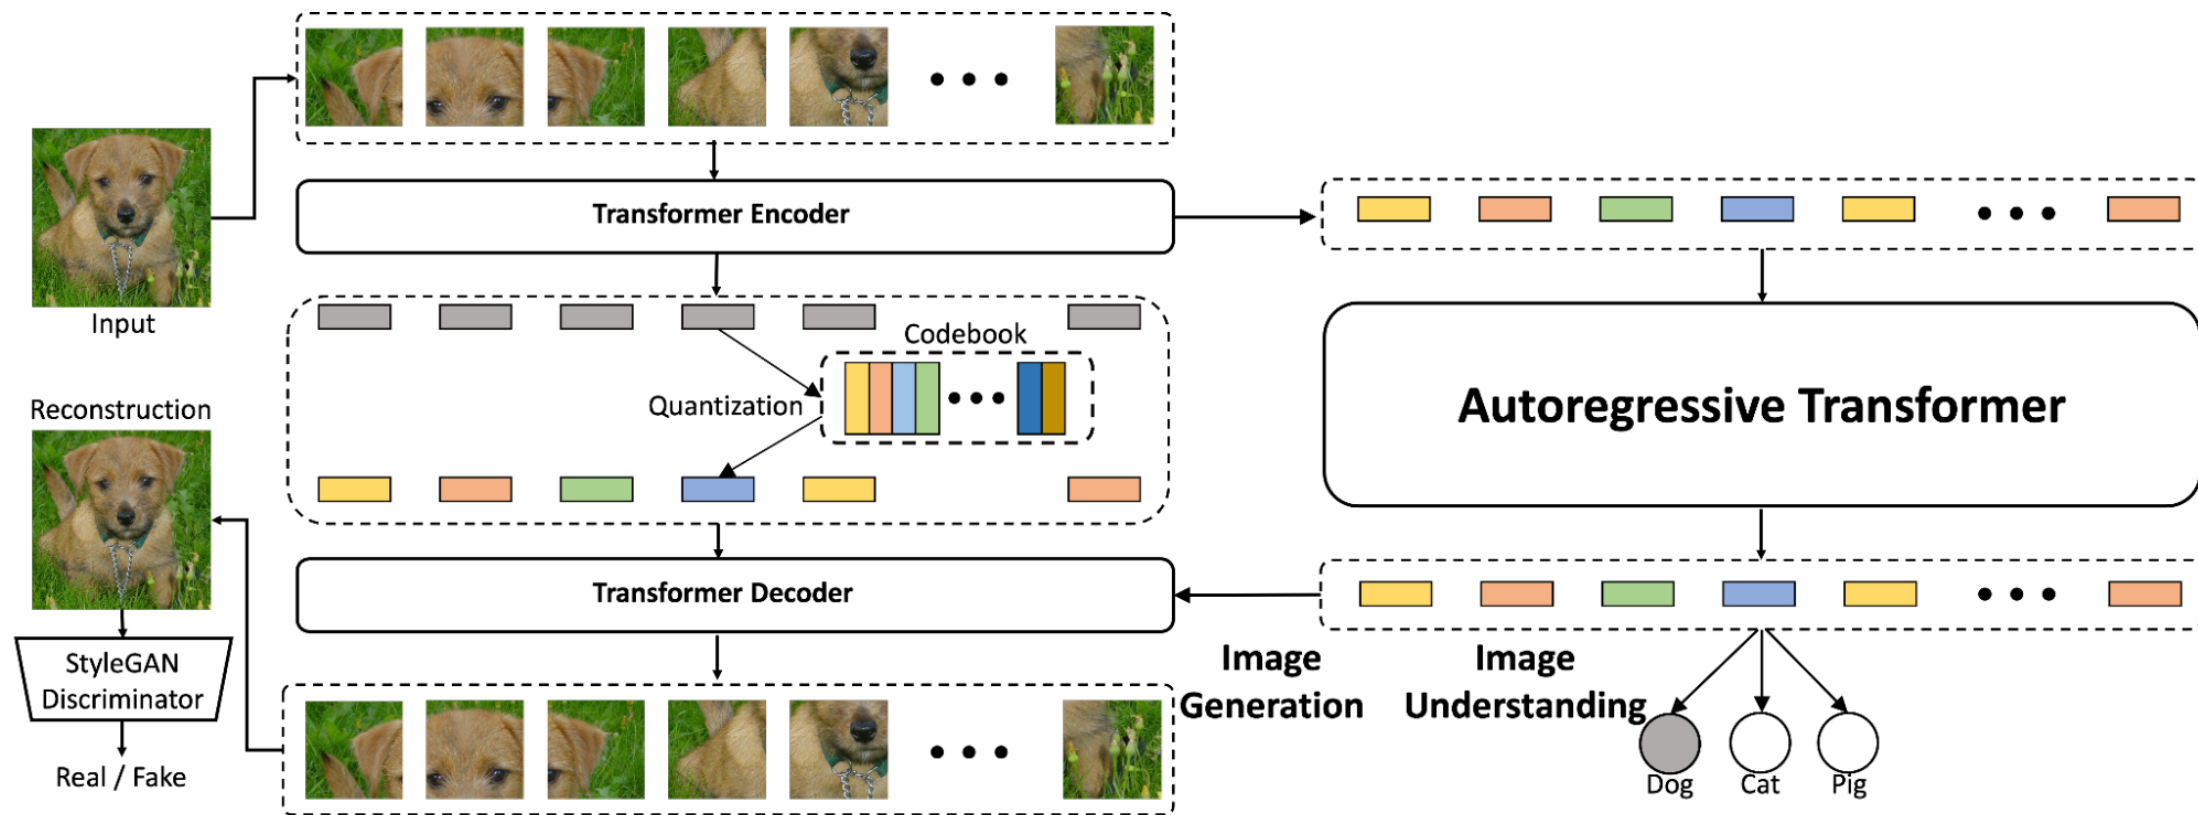 Input
Transformer Encoder
Codebook
Quantization
Reconstruction
Transformer Decoder
StyleGAN
Discriminator
Real / Fake
Autoregressive Transformer
Image
Generation
Image
Understanding
Dog
Cat
Pig